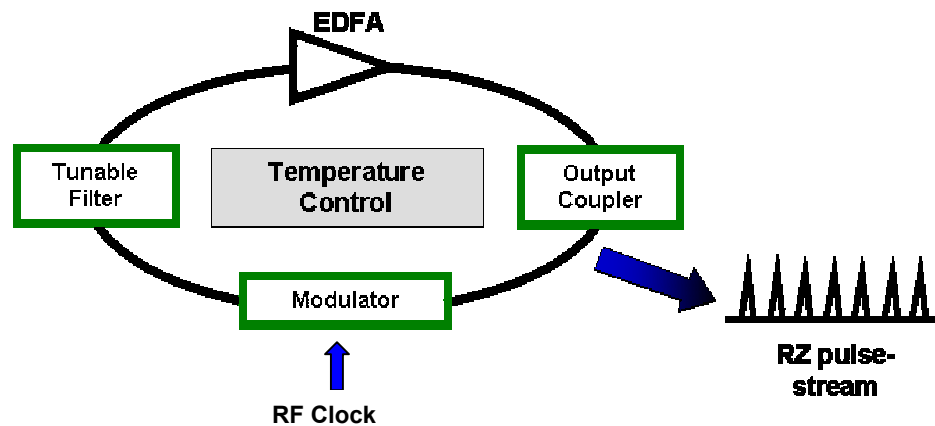 EDFA
Tunable
Filter
Temperature
Control
Output
Coupler
Modulator
RF Clock
RZ pulse-
stream